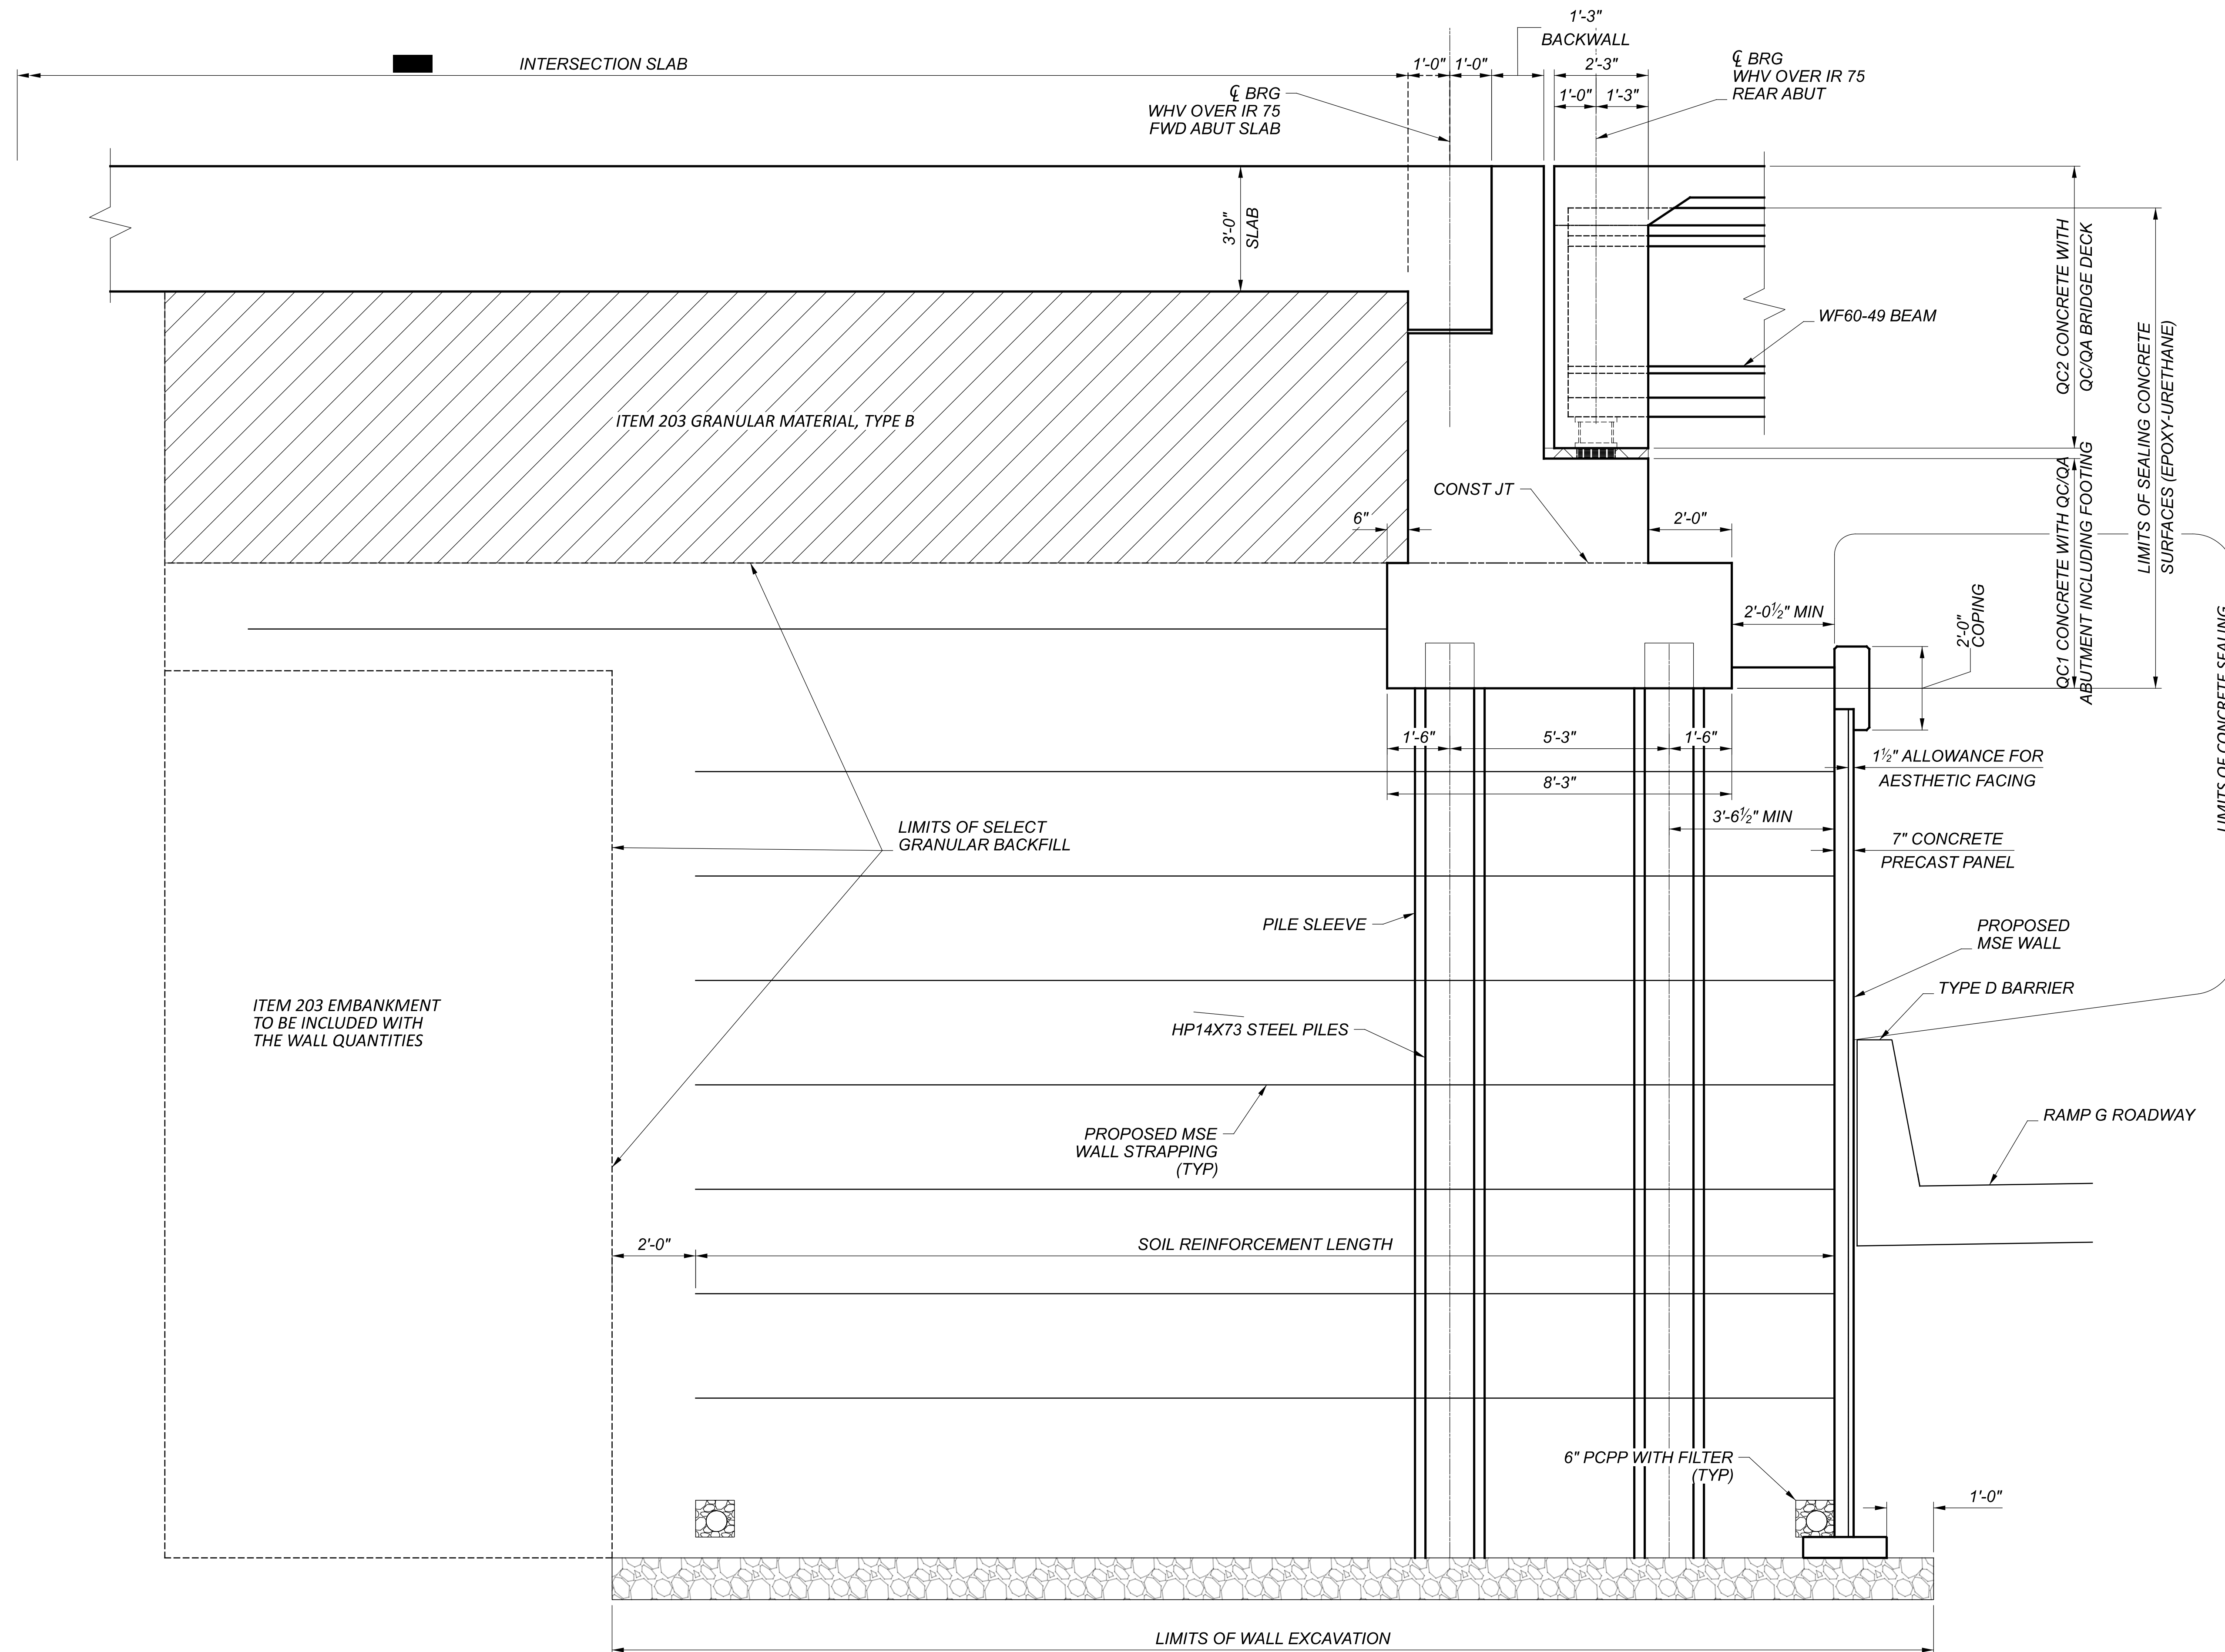 1'-3"
BACKWALL
INTERSECTION SLAB
1'-0" 1'-0"
2'-3"
1'-0" 1'-3"
℄ BRG
WHV OVER IR 75
FWD ABUT SLAB
℄ BRG
WHV OVER IR 75
REAR ABUT
3'-0"
SLAB
WF60-49 BEAM
QC2 CONCRETE WITH
QC/QA BRIDGE DECK
LIMITS OF SEALING CONCRETE
SURFACES (EPOXY-URETHANE)
ITEM 203 GRANULAR MATERIAL, TYPE B
CONST JT
6"
2'-0"
QC1 CONCRETE WITH QC/QA
ABUTMENT INCLUDING FOOTING
2'-0½" MIN
2'-0"
COPING
LIMITS OF CONCRETE SEALING
1'-6"
5'-3"
1'-6"
8'-3"
1½" ALLOWANCE FOR
AESTHETIC FACING
3'-6½" MIN
LIMITS OF SELECT
GRANULAR BACKFILL
7" CONCRETE
PRECAST PANEL
PILE SLEEVE
PROPOSED
MSE WALL
TYPE D BARRIER
ITEM 203 EMBANKMENT
TO BE INCLUDED WITH
THE WALL QUANTITIES
HP14X73 STEEL PILES
RAMP G ROADWAY
PROPOSED MSE
WALL STRAPPING
(TYP)
2'-0"
SOIL REINFORCEMENT LENGTH
6" PCPP WITH FILTER
(TYP)
1'-0"
LIMITS OF WALL EXCAVATION